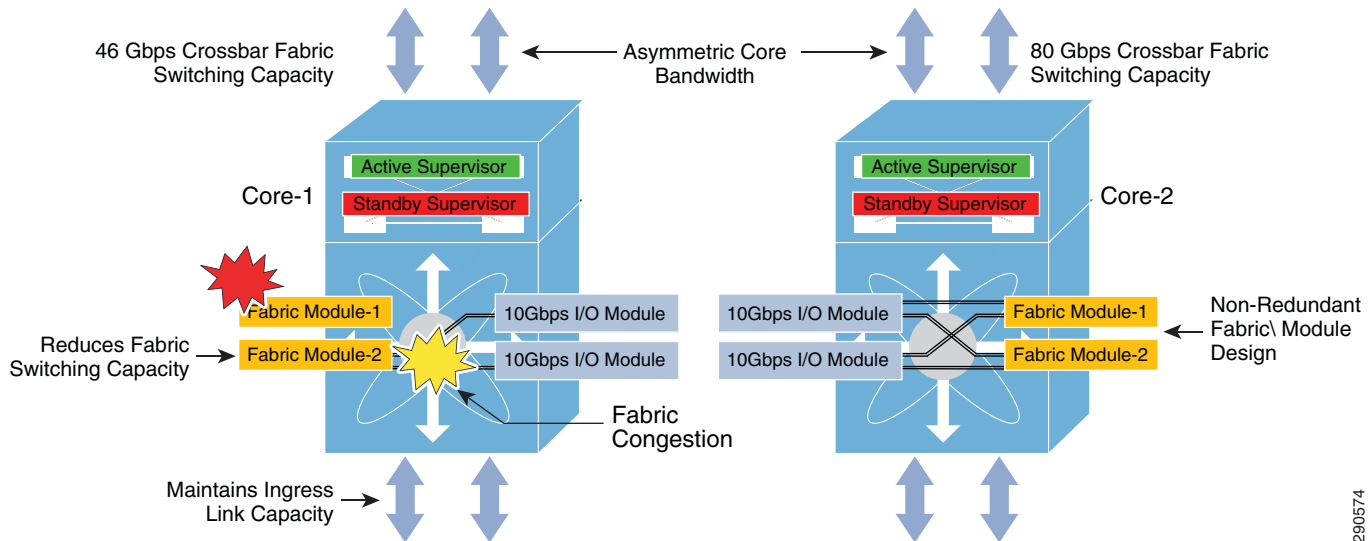 46 Gbps Crossbar Fabric
Switching Capacity
Asymmetric Core
Bandwidth
80 Gbps Crossbar Fabric
Switching Capacity
Core-1
Active Supervisor
Standby Supervisor
Active Supervisor
Standby Supervisor
Core-2
Fabric Module-1
10Gbps I/O Module
10Gbps I/O Module
Fabric Module-1
Reduces Fabric
Switching Capacity
Fabric Module-2
10Gbps I/O Module
10Gbps I/O Module
Fabric Module-2
Non-Redundant
Fabric\ Module
Design
Fabric
Congestion
Maintains Ingress
Link Capacity
290574